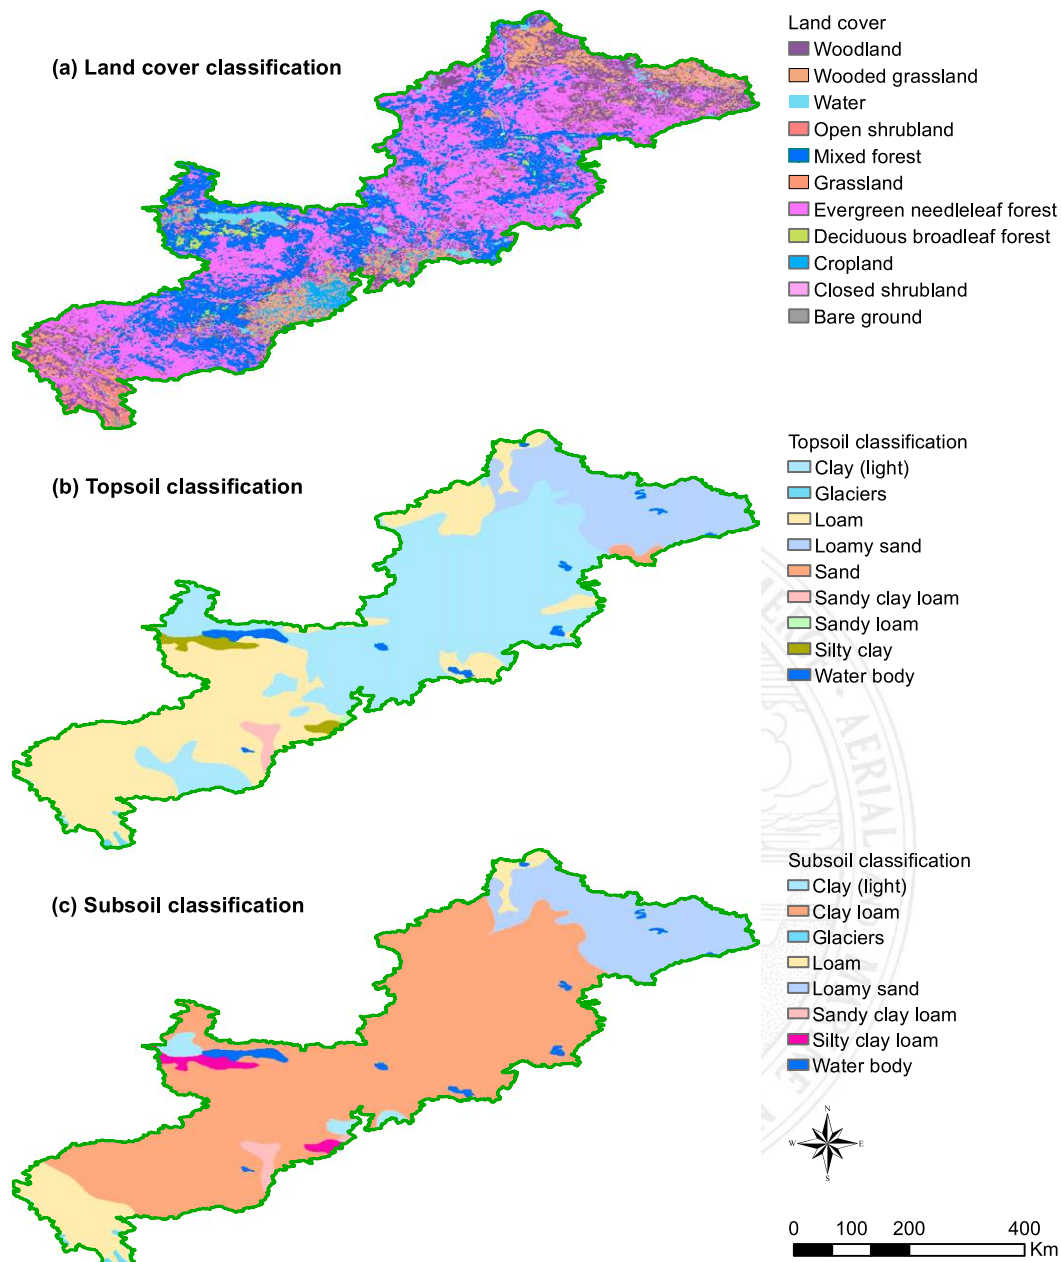 (a) Land cover classification
Land cover
Woodland
Wooded grassland
Water
Open shrubland
Mixed forest
Grassland
Evergreen needleleaf forest
Deciduous broadleaf forest
Cropland
Closed shrubland
Bare ground
(b) Topsoil classification
Topsoil classification
Clay (light)
Glaciers
Loam
Loamy sand
Sand
Sandy clay loam
Sandy loam
Silty clay
Water body
(c) Subsoil classification
Subsoil classification
Clay (light)
Clay loam
Glaciers
Loam
Loamy sand
Sandy clay loam
Silty clay loam
Water body
N
W E
S
0 100 200 400
Km
AERIAL AND